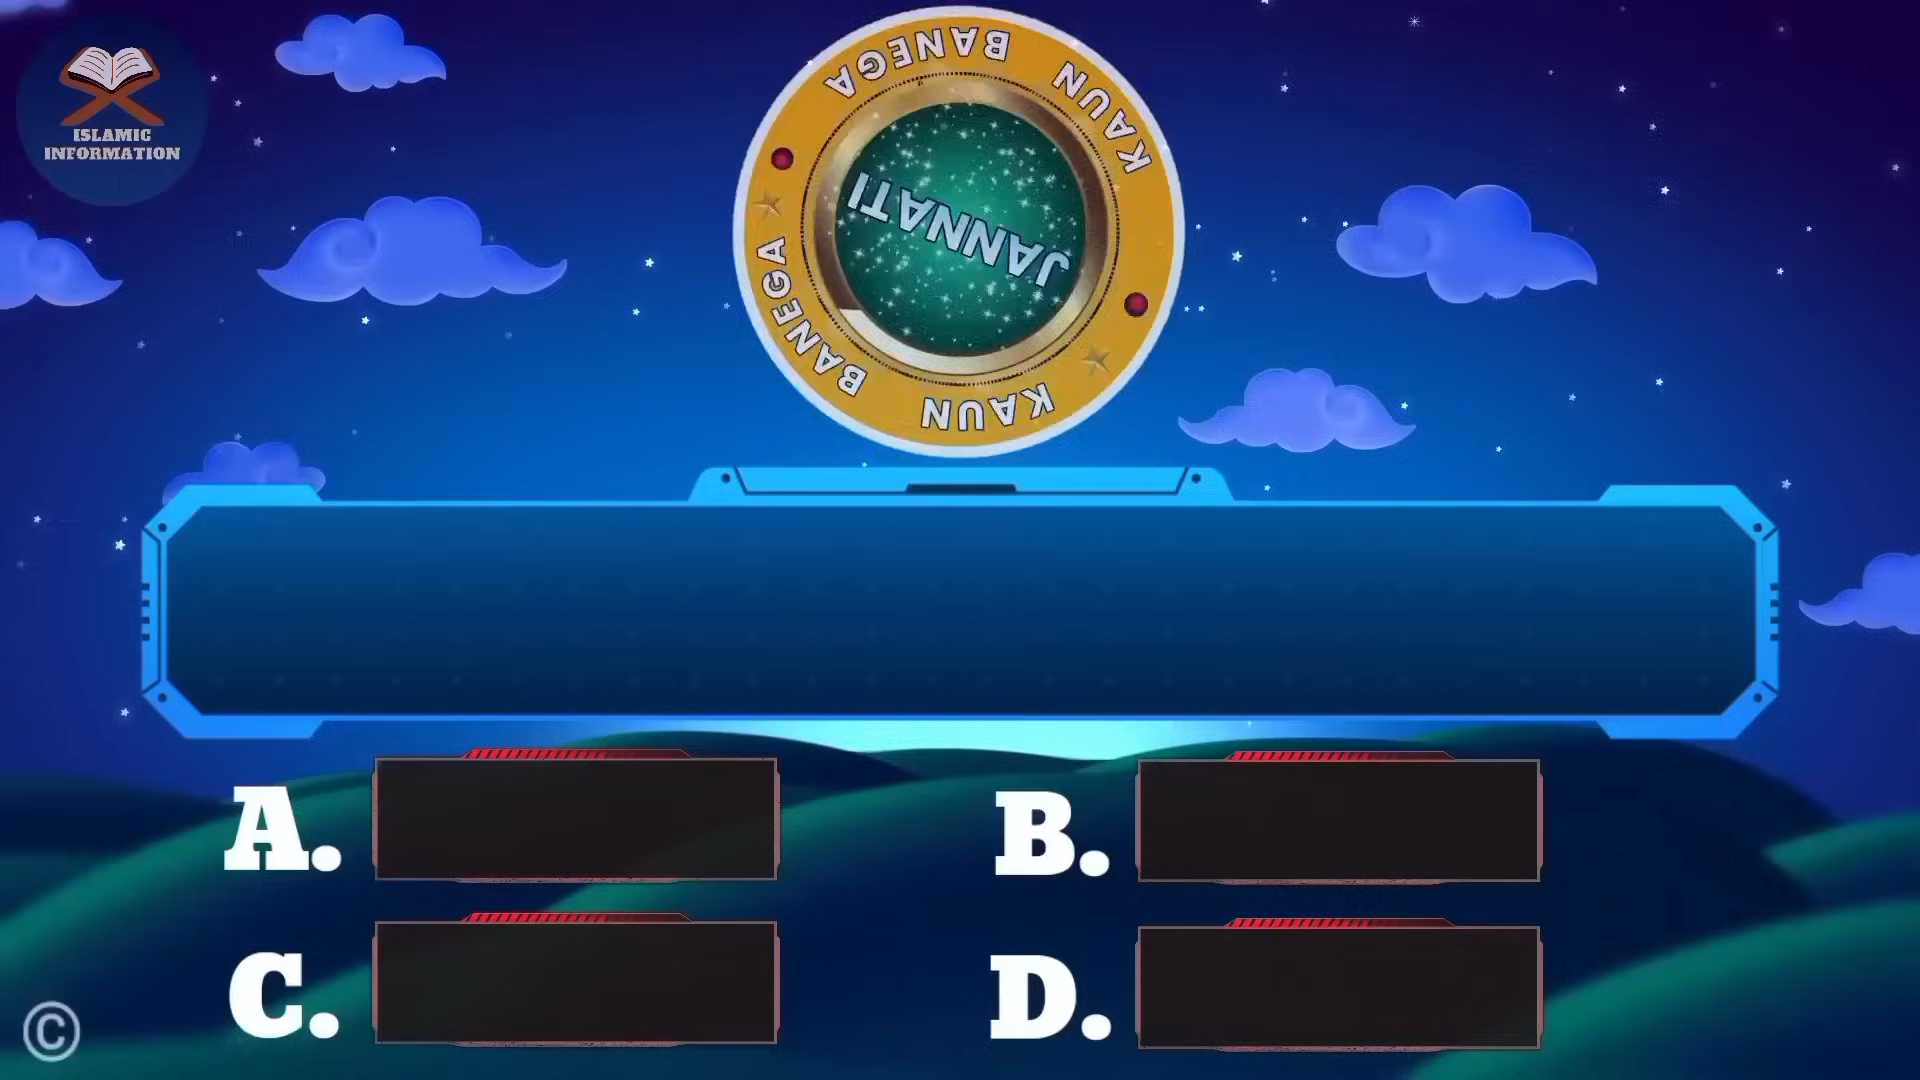 ISLAMIC
INFORMATION
KAUN BANEGA
JANNATI
KAUN BANEGA
A.
B.
C.
D.
©